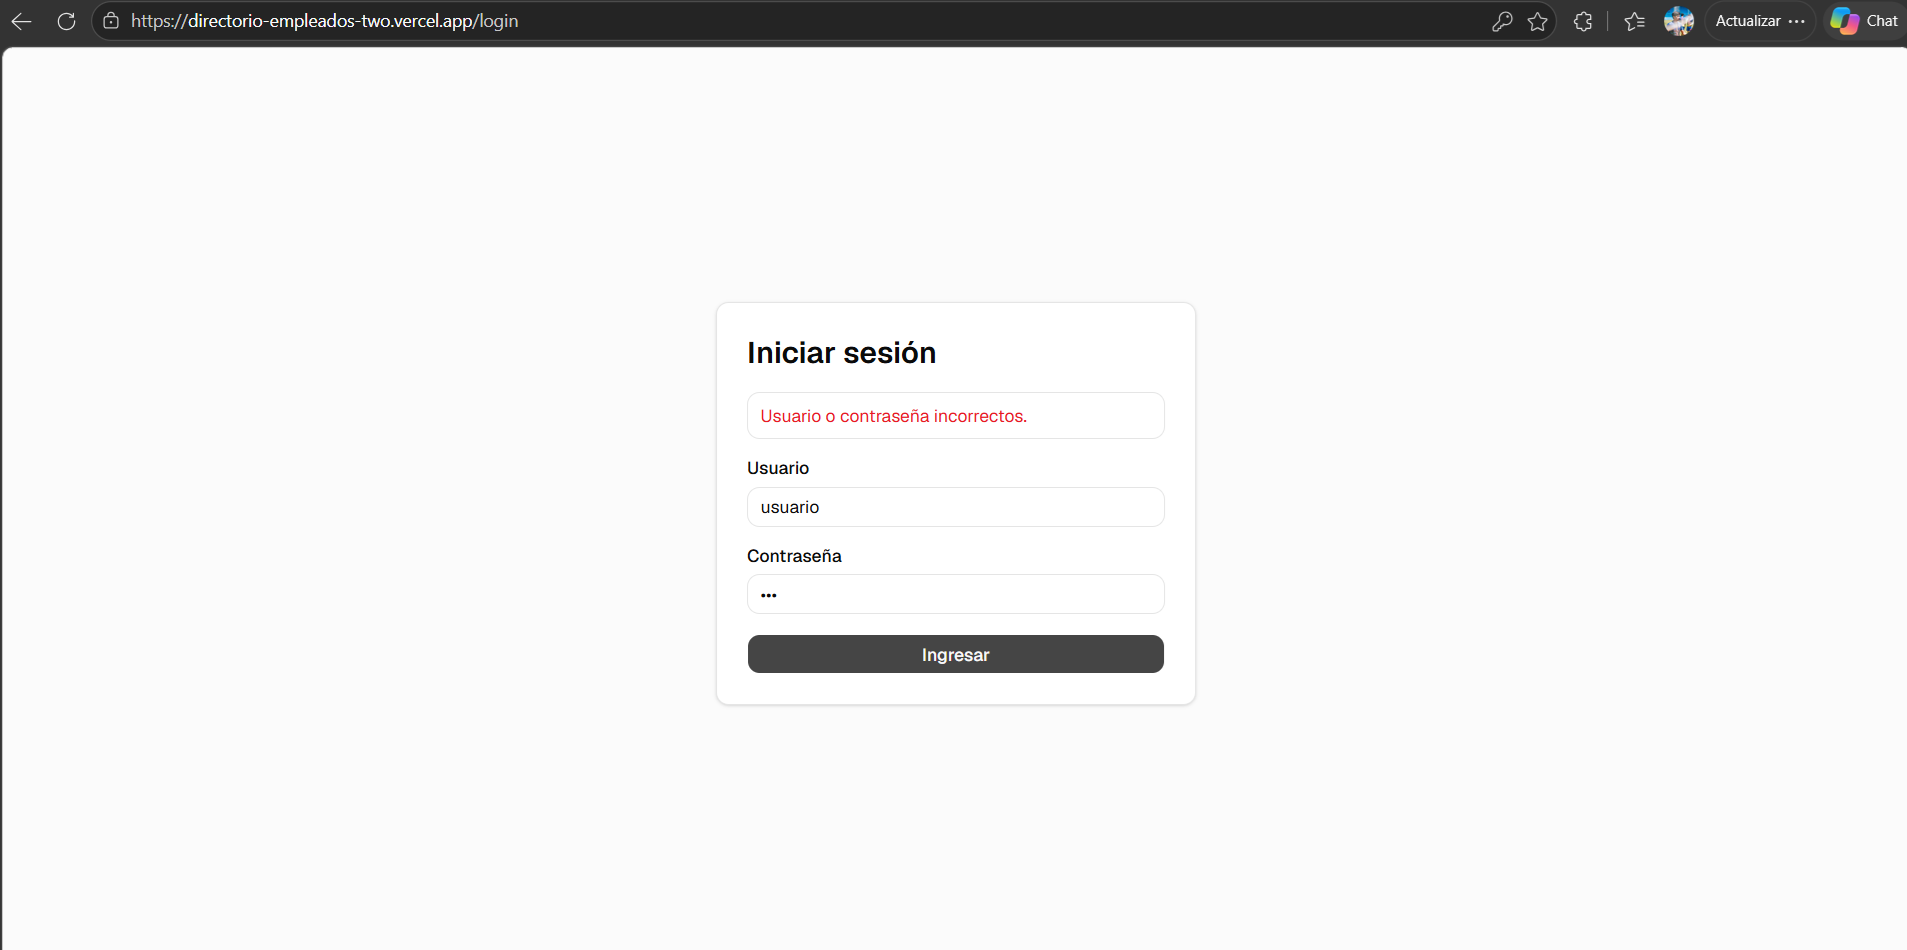 https://directorio-empleados-two.vercel.app/login
Actualizar
Chat
Iniciar sesión
Usuario o contraseña incorrectos.
Usuario
usuario
Contraseña
•••
Ingresar